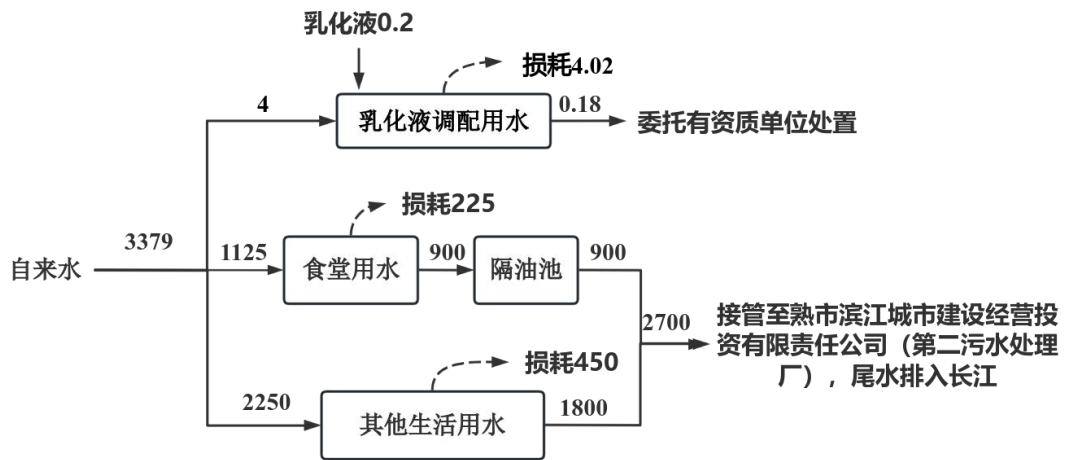 乳化液0.2
损耗4.02
4
乳化液调配用水
0.18
委托有资质单位处置
损耗225
3379
1125
900
900
自来水
食堂用水
隔油池
2700
接管至熟市滨江城市建设经营投
资有限责任公司（第二污水处理
厂），尾水排入长江
损耗450
2250
1800
其他生活用水